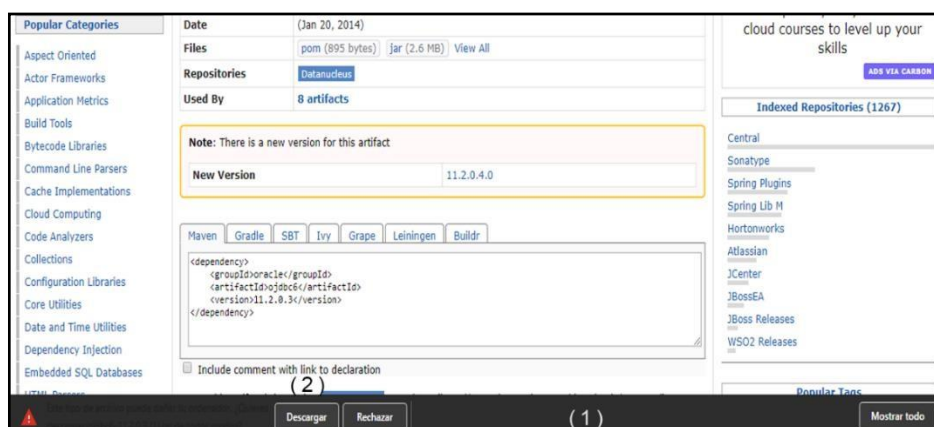 Popular Categories
Aspect Oriented
Actor Frameworks
Application Metrics
Build Tools
Bytecode Libraries
Command Line Parsers
Cache Implementations
Cloud Computing
Code Analyzers
Collections
Configuration Libraries
Core Utilities
Date and Time Utilities
Dependency Injection
Embedded SQL Databases
Date (Jan 20, 2014)
Files pom (895 bytes) jar (2.6 MB) View All
Repositories Datanucleus
Used By 8 artifacts
Note: There is a new version for this artifact
New Version 11.2.0.4.0
Maven Gradle SBT Ivy Grape Leiningen Buildr
<dependency>
<groupId>oracle</groupId>
<artifactId>ojdbc6</artifactId>
<version>11.2.0.3</version>
</dependency>
Include comment with link to declaration
cloud courses to level up your
skills
ADS VIA CARBON
Indexed Repositories (1267)
Central
Sonatype
Spring Plugins
Spring Lib M
Hortonworks
Atlassian
JCenter
JBossEA
JBoss Releases
WSO2 Releases
Popular Tags
(2)
Descargar Rechazar (1) Mostrar todo